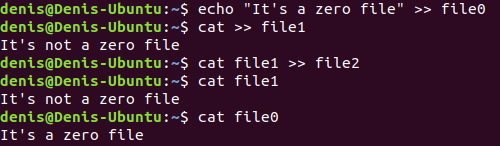 denis@Denis-Ubuntu:~$ echo "It's a zero file" >> file0
denis@Denis-Ubuntu:~$ cat >> file1
It's not a zero file
denis@Denis-Ubuntu:~$ cat file1 >> file2
denis@Denis-Ubuntu:~$ cat file1
It's not a zero file
denis@Denis-Ubuntu:~$ cat file0
It's a zero file